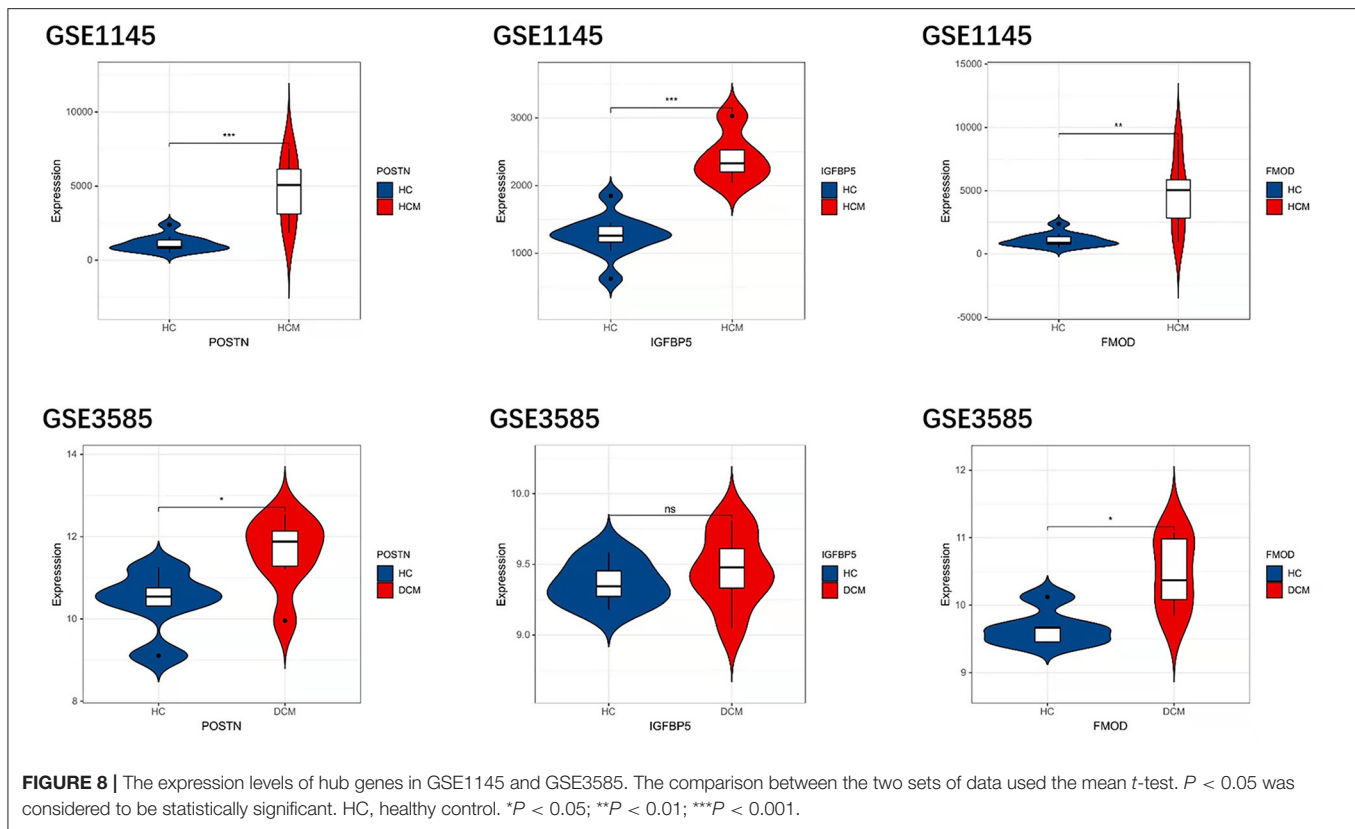 GSE1145
GSE1145
GSE1145
10000
5000
0
Expresssion
***
HC
HCM
POSTN
POSTN
HC
HCM
3000
2000
1000
Expresssion
***
HC
HCM
IGFBP5
IGFBP5
HC
HCM
15000
10000
5000
0
-5000
Expresssion
**
HC
HCM
FMOD
FMOD
HC
HCM
GSE3585
GSE3585
GSE3585
14
12
10
8
Expresssion
*
HC
DCM
POSTN
POSTN
HC
DCM
10.0
9.5
9.0
Expresssion
ns
HC
DCM
IGFBP5
IGFBP5
HC
DCM
12
11
10
9
Expresssion
*
HC
DCM
FMOD
FMOD
HC
DCM
FIGURE 8 | The expression levels of hub genes in GSE1145 and GSE3585. The comparison between the two sets of data used the mean t-test. P < 0.05 was
considered to be statistically significant. HC, healthy control. *P < 0.05; **P < 0.01; ***P < 0.001.